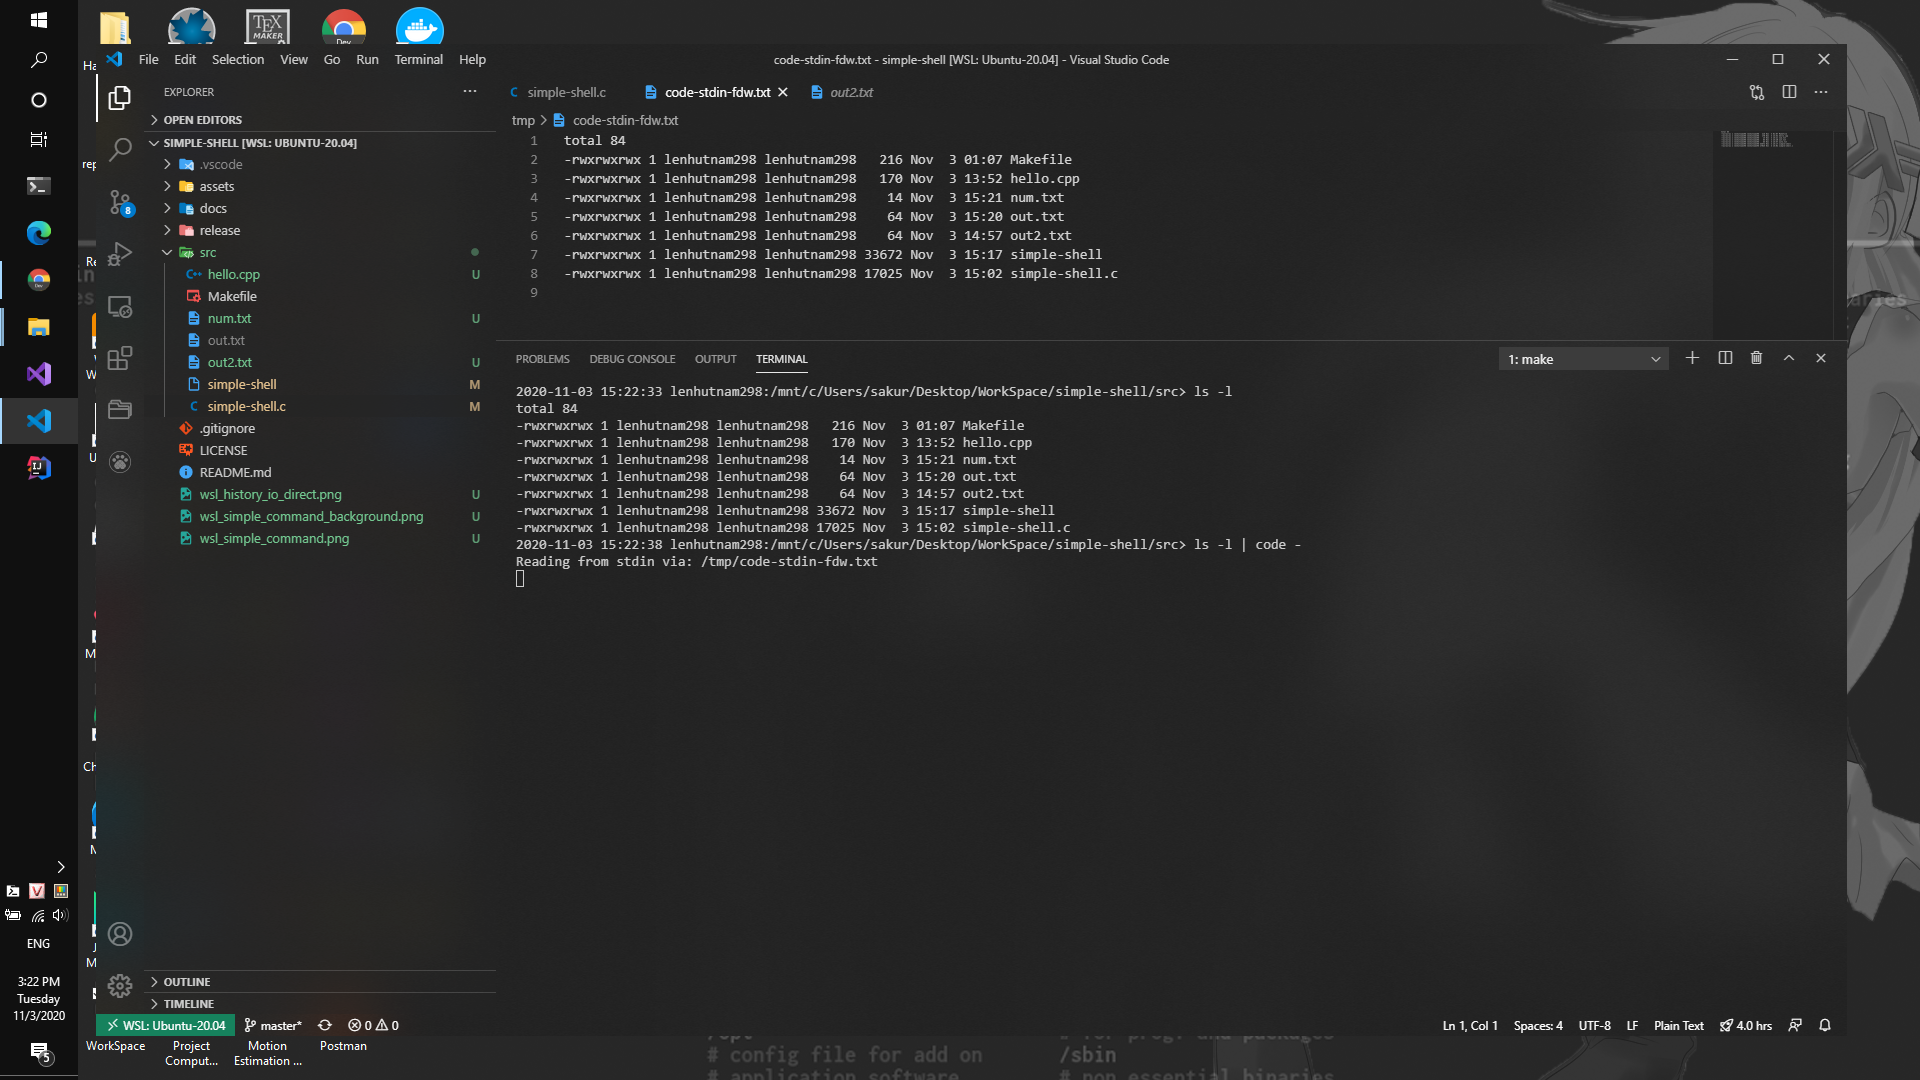 TEX
MAKER
Dev
Ha
rep
Re
W
U
M
Ch
M
J
M
File Edit Selection View Go Run Terminal Help
code-stdin-fdw.txt - simple-shell [WSL: Ubuntu-20.04] - Visual Studio Code
EXPLORER
OPEN EDITORS
SIMPLE-SHELL [WSL: UBUNTU-20.04]
.vscode
assets
docs
release
src
hello.cpp U
Makefile
num.txt U
out.txt
out2.txt U
simple-shell M
simple-shell.c M
.gitignore
LICENSE
README.md
wsl_history_io_direct.png U
wsl_simple_command_background.png U
wsl_simple_command.png U
OUTLINE
TIMELINE
8
simple-shell.c code-stdin-fdw.txt out2.txt
tmp > code-stdin-fdw.txt
1 total 84
2 -rwxrwxrwx 1 lenhutnam298 lenhutnam298   216 Nov  3 01:07 Makefile
3 -rwxrwxrwx 1 lenhutnam298 lenhutnam298   170 Nov  3 13:52 hello.cpp
4 -rwxrwxrwx 1 lenhutnam298 lenhutnam298    14 Nov  3 15:21 num.txt
5 -rwxrwxrwx 1 lenhutnam298 lenhutnam298    64 Nov  3 15:20 out.txt
6 -rwxrwxrwx 1 lenhutnam298 lenhutnam298    64 Nov  3 14:57 out2.txt
7 -rwxrwxrwx 1 lenhutnam298 lenhutnam298 33672 Nov  3 15:17 simple-shell
8 -rwxrwxrwx 1 lenhutnam298 lenhutnam298 17025 Nov  3 15:02 simple-shell.c
9
PROBLEMS DEBUG CONSOLE OUTPUT TERMINAL
1: make
2020-11-03 15:22:33 lenhutnam298:/mnt/c/Users/sakur/Desktop/WorkSpace/simple-shell/src> ls -l
total 84
-rwxrwxrwx 1 lenhutnam298 lenhutnam298   216 Nov  3 01:07 Makefile
-rwxrwxrwx 1 lenhutnam298 lenhutnam298   170 Nov  3 13:52 hello.cpp
-rwxrwxrwx 1 lenhutnam298 lenhutnam298    14 Nov  3 15:21 num.txt
-rwxrwxrwx 1 lenhutnam298 lenhutnam298    64 Nov  3 15:20 out.txt
-rwxrwxrwx 1 lenhutnam298 lenhutnam298    64 Nov  3 14:57 out2.txt
-rwxrwxrwx 1 lenhutnam298 lenhutnam298 33672 Nov  3 15:17 simple-shell
-rwxrwxrwx 1 lenhutnam298 lenhutnam298 17025 Nov  3 15:02 simple-shell.c
2020-11-03 15:22:38 lenhutnam298:/mnt/c/Users/sakur/Desktop/WorkSpace/simple-shell/src> ls -l | code -
Reading from stdin via: /tmp/code-stdin-fdw.txt
WSL: Ubuntu-20.04 master* 0 0
Ln 1, Col 1 Spaces: 4 UTF-8 LF Plain Text 4.0 hrs
ENG
3:22 PM
Tuesday
11/3/2020
5
WorkSpace
Project
Comput...
Motion
Estimation ...
Postman
# config file for add on
/sbin
# application software
# non essential binaries